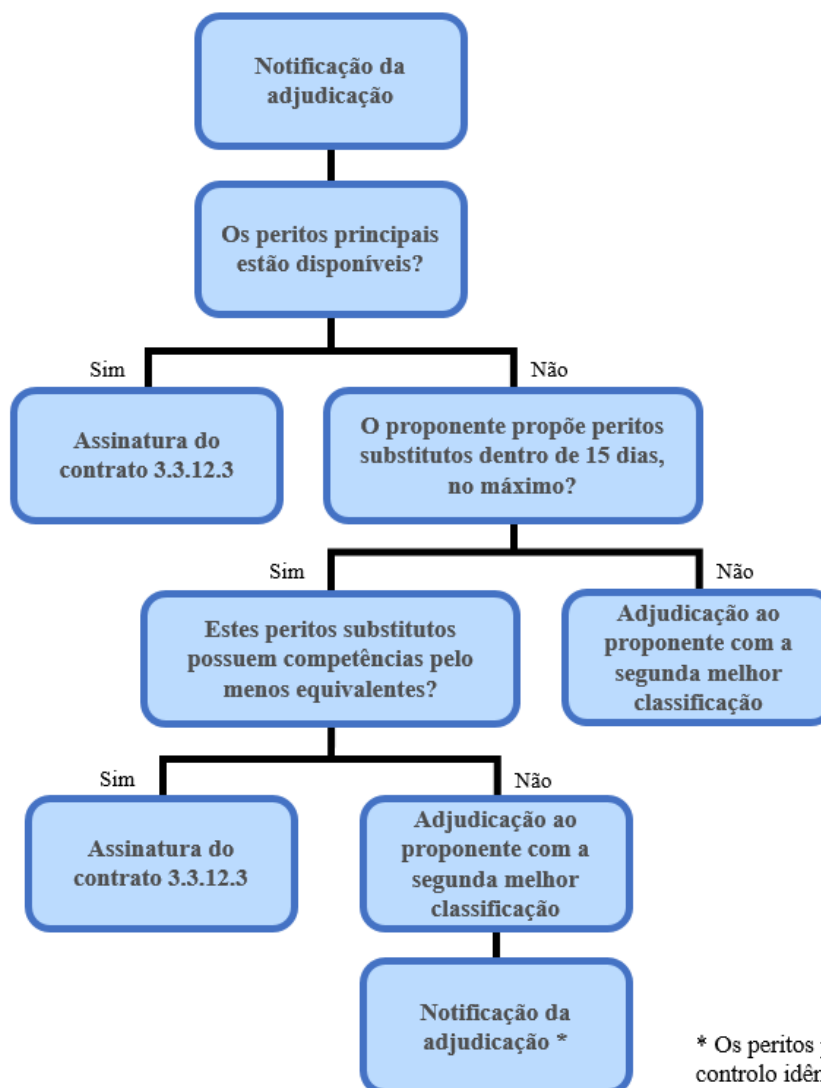 Notificação da
adjudicação
Os peritos principais
estão disponíveis?
Sim
Não
Assinatura do
contrato 3.3.12.3
O proponente propõe peritos
substitutos dentro de 15 dias,
no máximo?
Sim
Não
Estes peritos substitutos
possuem competências pelo
menos equivalentes?
Adjudicação ao
proponente com a
segunda melhor
classificação
Sim
Não
Assinatura do
contrato 3.3.12.3
Adjudicação ao
proponente com a
segunda melhor
classificação
Notificação da
adjudicação *
* Os peritos
controlo